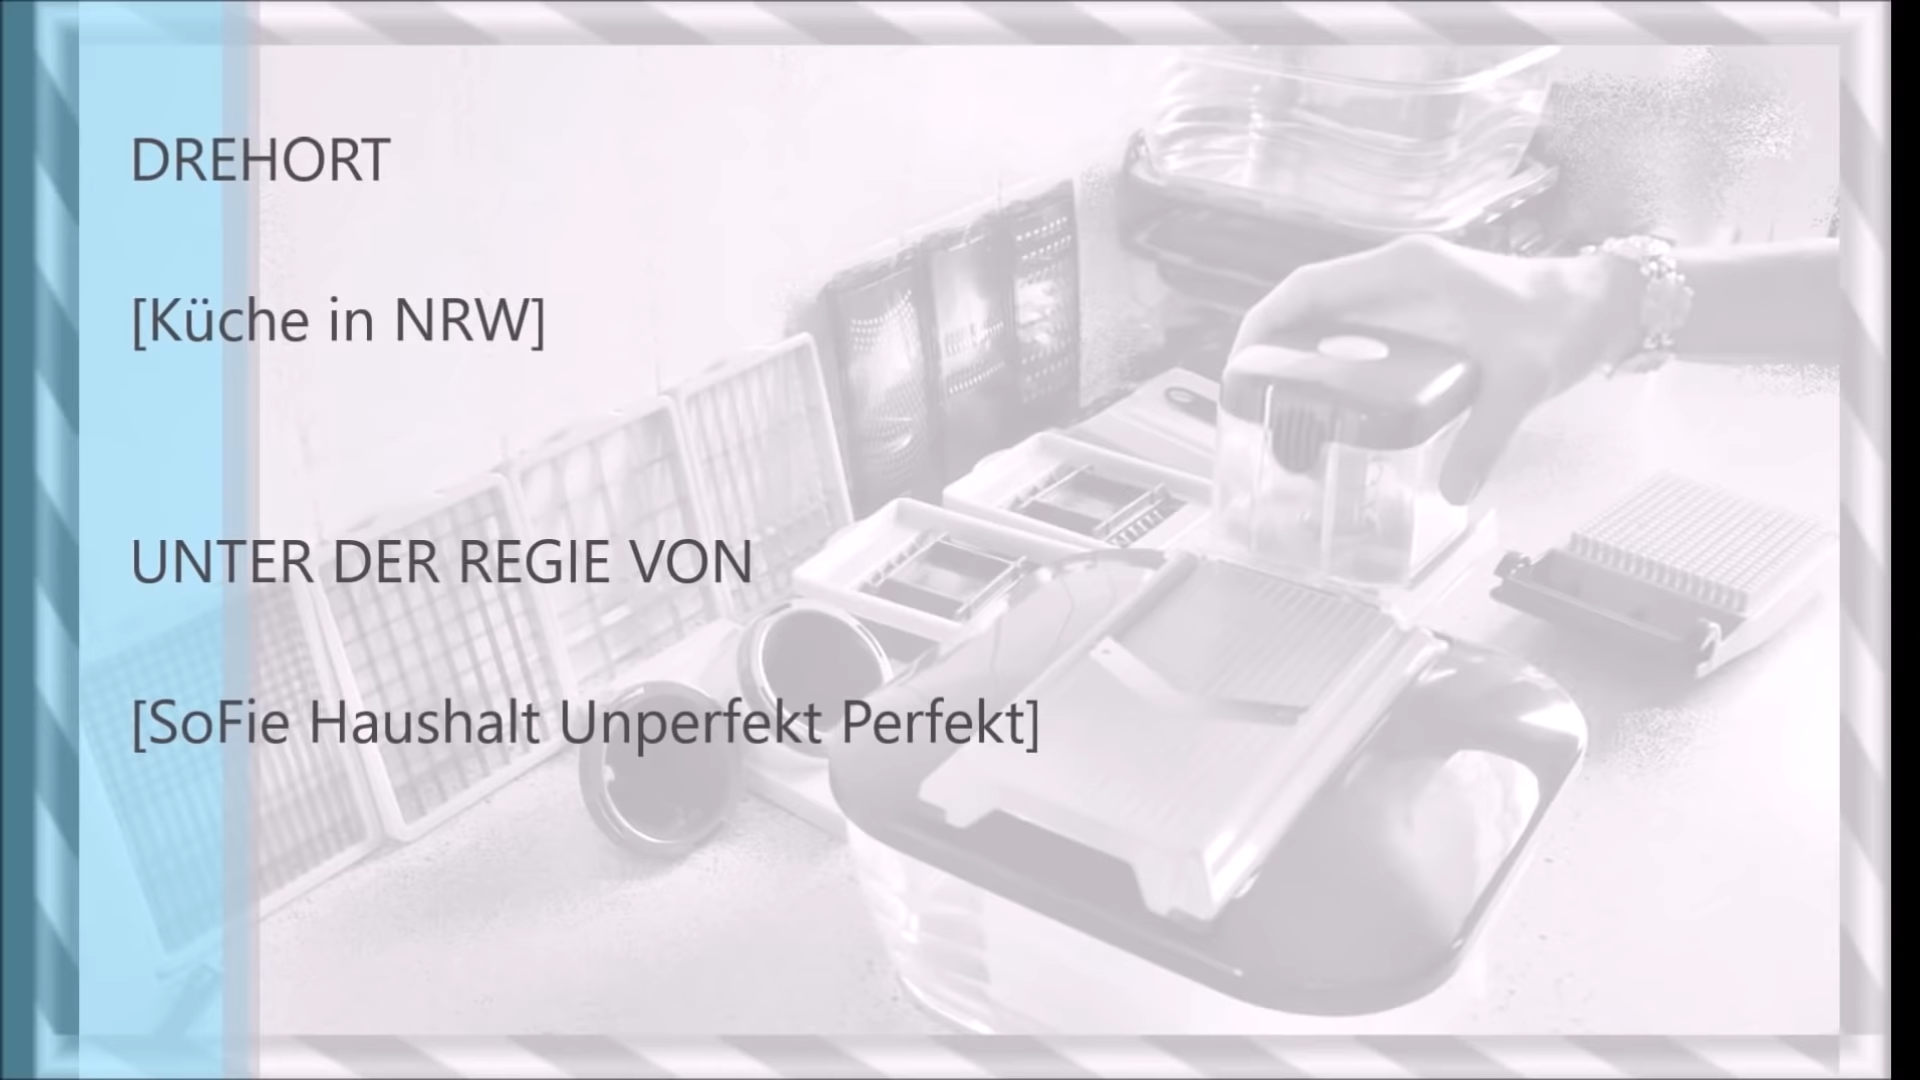 DREHORT
[Küche in NRW]
UNTER DER REGIE VON
[SoFie Haushalt Unperfekt Perfekt]